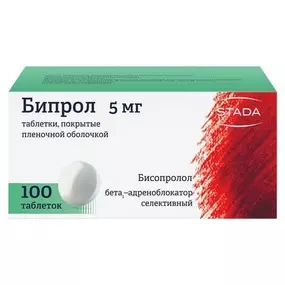 Бипрол 5 мг
таблетки, покрытые
пленочной оболочкой
STADA
100
таблеток
Бисопролол
бета₁-адреноблокатор
селективный